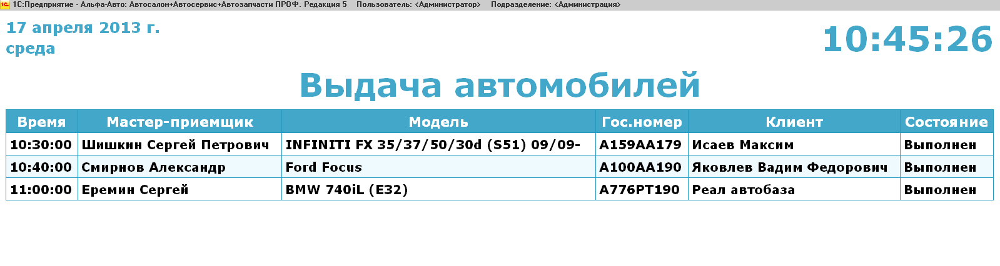 1С:Предприятие - Альфа-Авто: Автосалон+Автосервис+Автозапчасти ПРОФ. Редакция 5 Пользователь: <Администратор> Подразделение: <Администрация>
17 апреля 2013 г.
среда
10:45:26
Выдача автомобилей
Время Мастер-приемщик Модель Гос.номер Клиент Состояние
10:30:00 Шишкин Сергей Петрович INFINITI FX 35/37/50/30d (S51) 09/09- А159АА179 Исаев Максим Выполнен
10:40:00 Смирнов Александр Ford Focus А100АА190 Яковлев Вадим Федорович Выполнен
11:00:00 Еремин Сергей BMW 740iL (E32) А776РТ190 Реал автобаза Выполнен